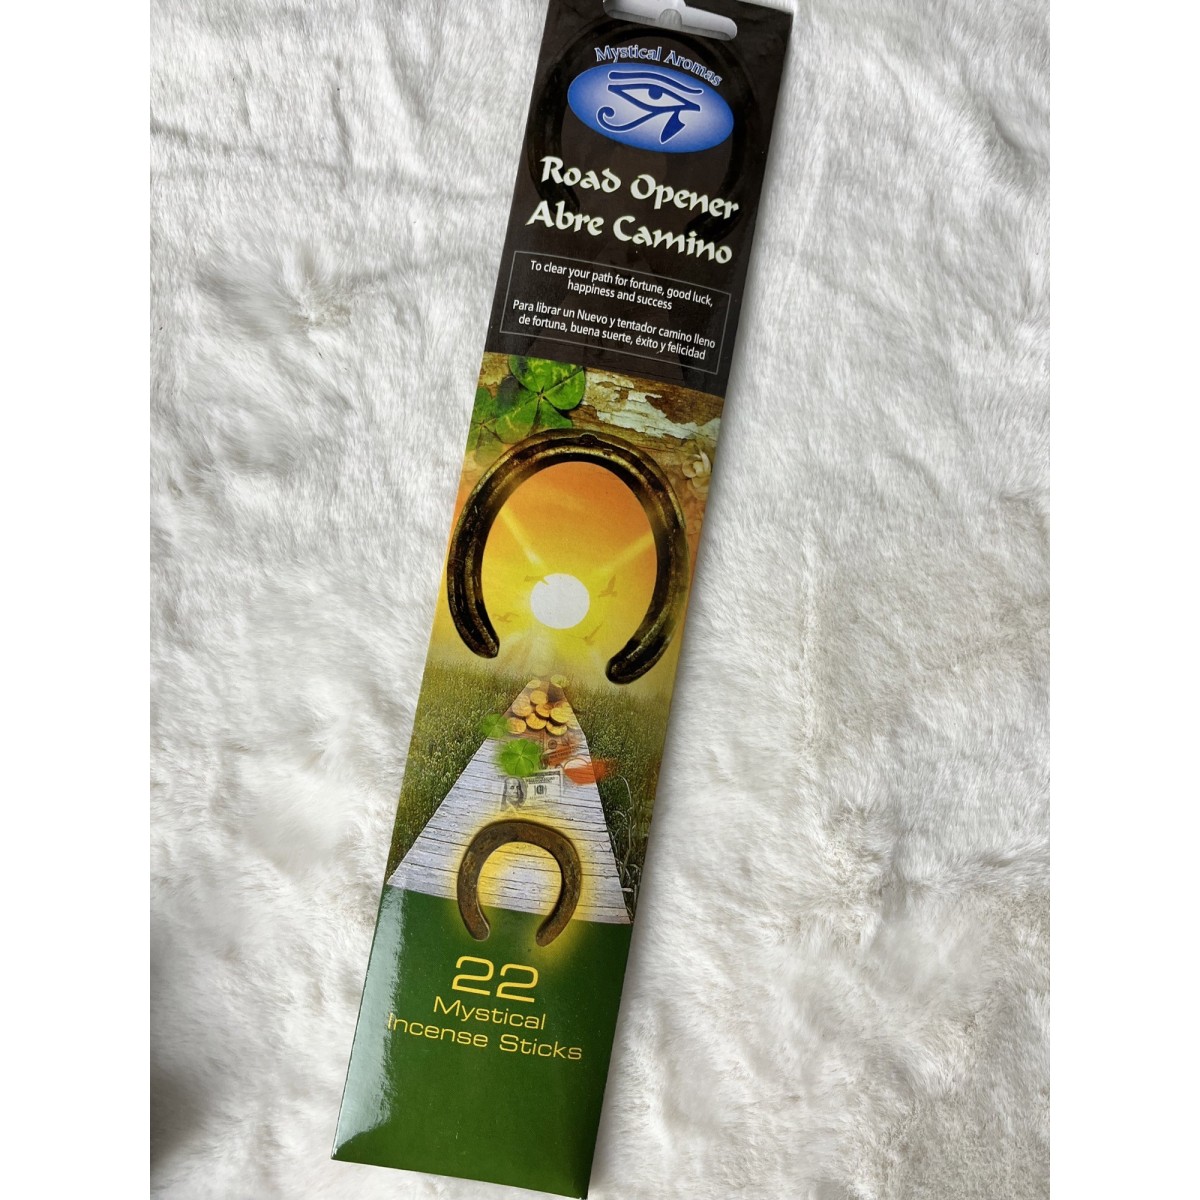 Mystical Aromas
Road Opener
Abre Camino
To clear your path for fortune, good luck,
happiness and success
Para librar un Nuevo y tentador camino lleno
de fortuna, buena suerte, éxito y felicidad
22
Mystical
Incense Sticks